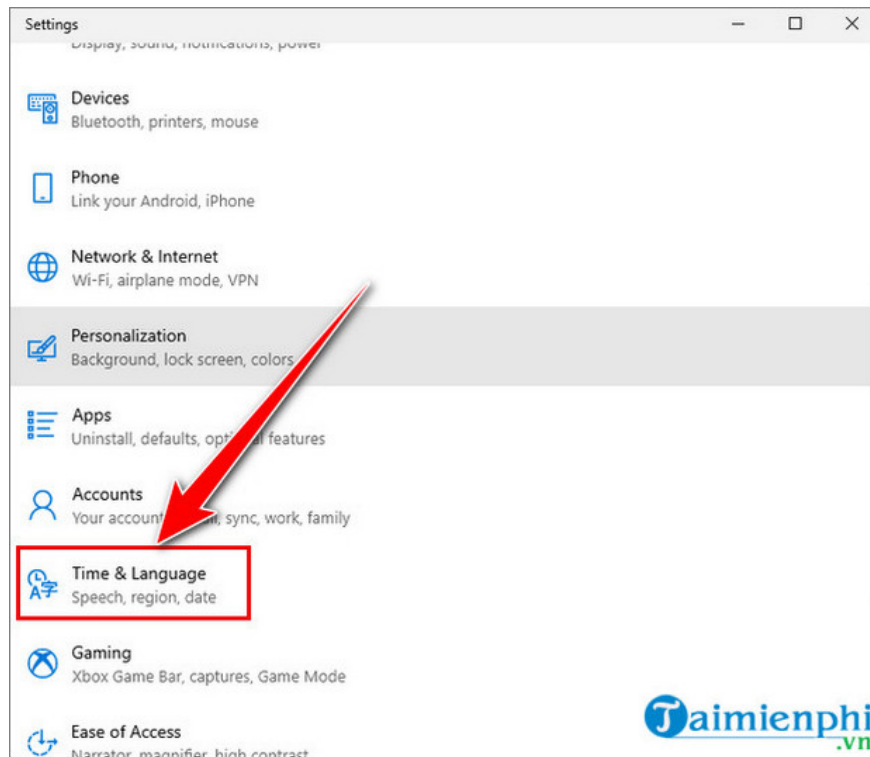 Settings
Display, sound, notifications, power
Devices
Bluetooth, printers, mouse
Phone
Link your Android, iPhone
Network & Internet
Wi-Fi, airplane mode, VPN
Personalization
Background, lock screen, colors
Apps
Uninstall, defaults, optional features
Accounts
Your accounts, sync, work, family
Time & Language
Speech, region, date
Gaming
Xbox Game Bar, captures, Game Mode
Ease of Access
Narrator, magnifier, high contrast
Taimienphi
.vn